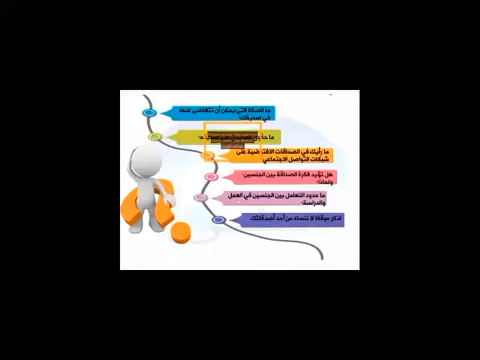 ما الصفة التي يمكن أن تتغاضى عنها
في صديقك؟
ما رأيك في الصداقات الافتراضية على
شبكات التواصل الاجتماعي
هل تؤيد فكرة الصداقة بين الجنسين؟
ولماذا؟
ما حدود التعامل بين الجنسين في العمل
والدراسة؟
اذكر موقفا لا تنساه من أحد أصدقائك